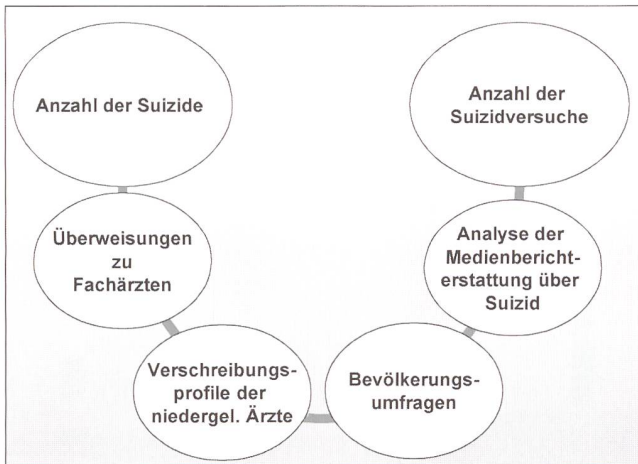 Anzahl der Suizide
Anzahl der
Suizidversuche
Überweisungen
zu
Fachärzten
Analyse der
Medienbericht-
erstattung über
Suizid
Verschreibungs-
profile der
niedergel. Ärzte
Bevölkerungs-
umfragen